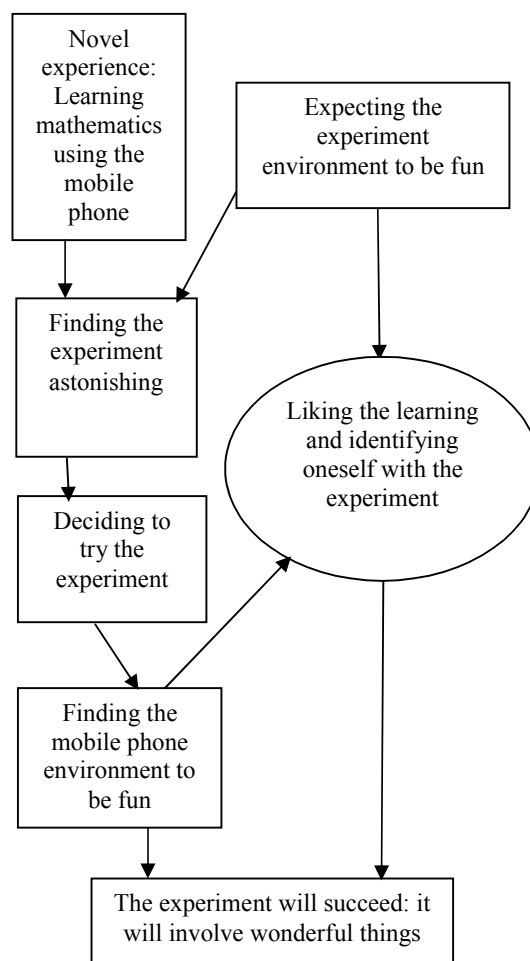 Novel
experience:
Learning
mathematics
using the
mobile
phone
Expecting the
experiment
environment to be fun
Finding the
experiment
astonishing
Liking the learning
and identifying
oneself with the
experiment
Deciding to
try the
experiment
Finding the
mobile phone
environment to
be fun
The experiment will succeed: it
will involve wonderful things